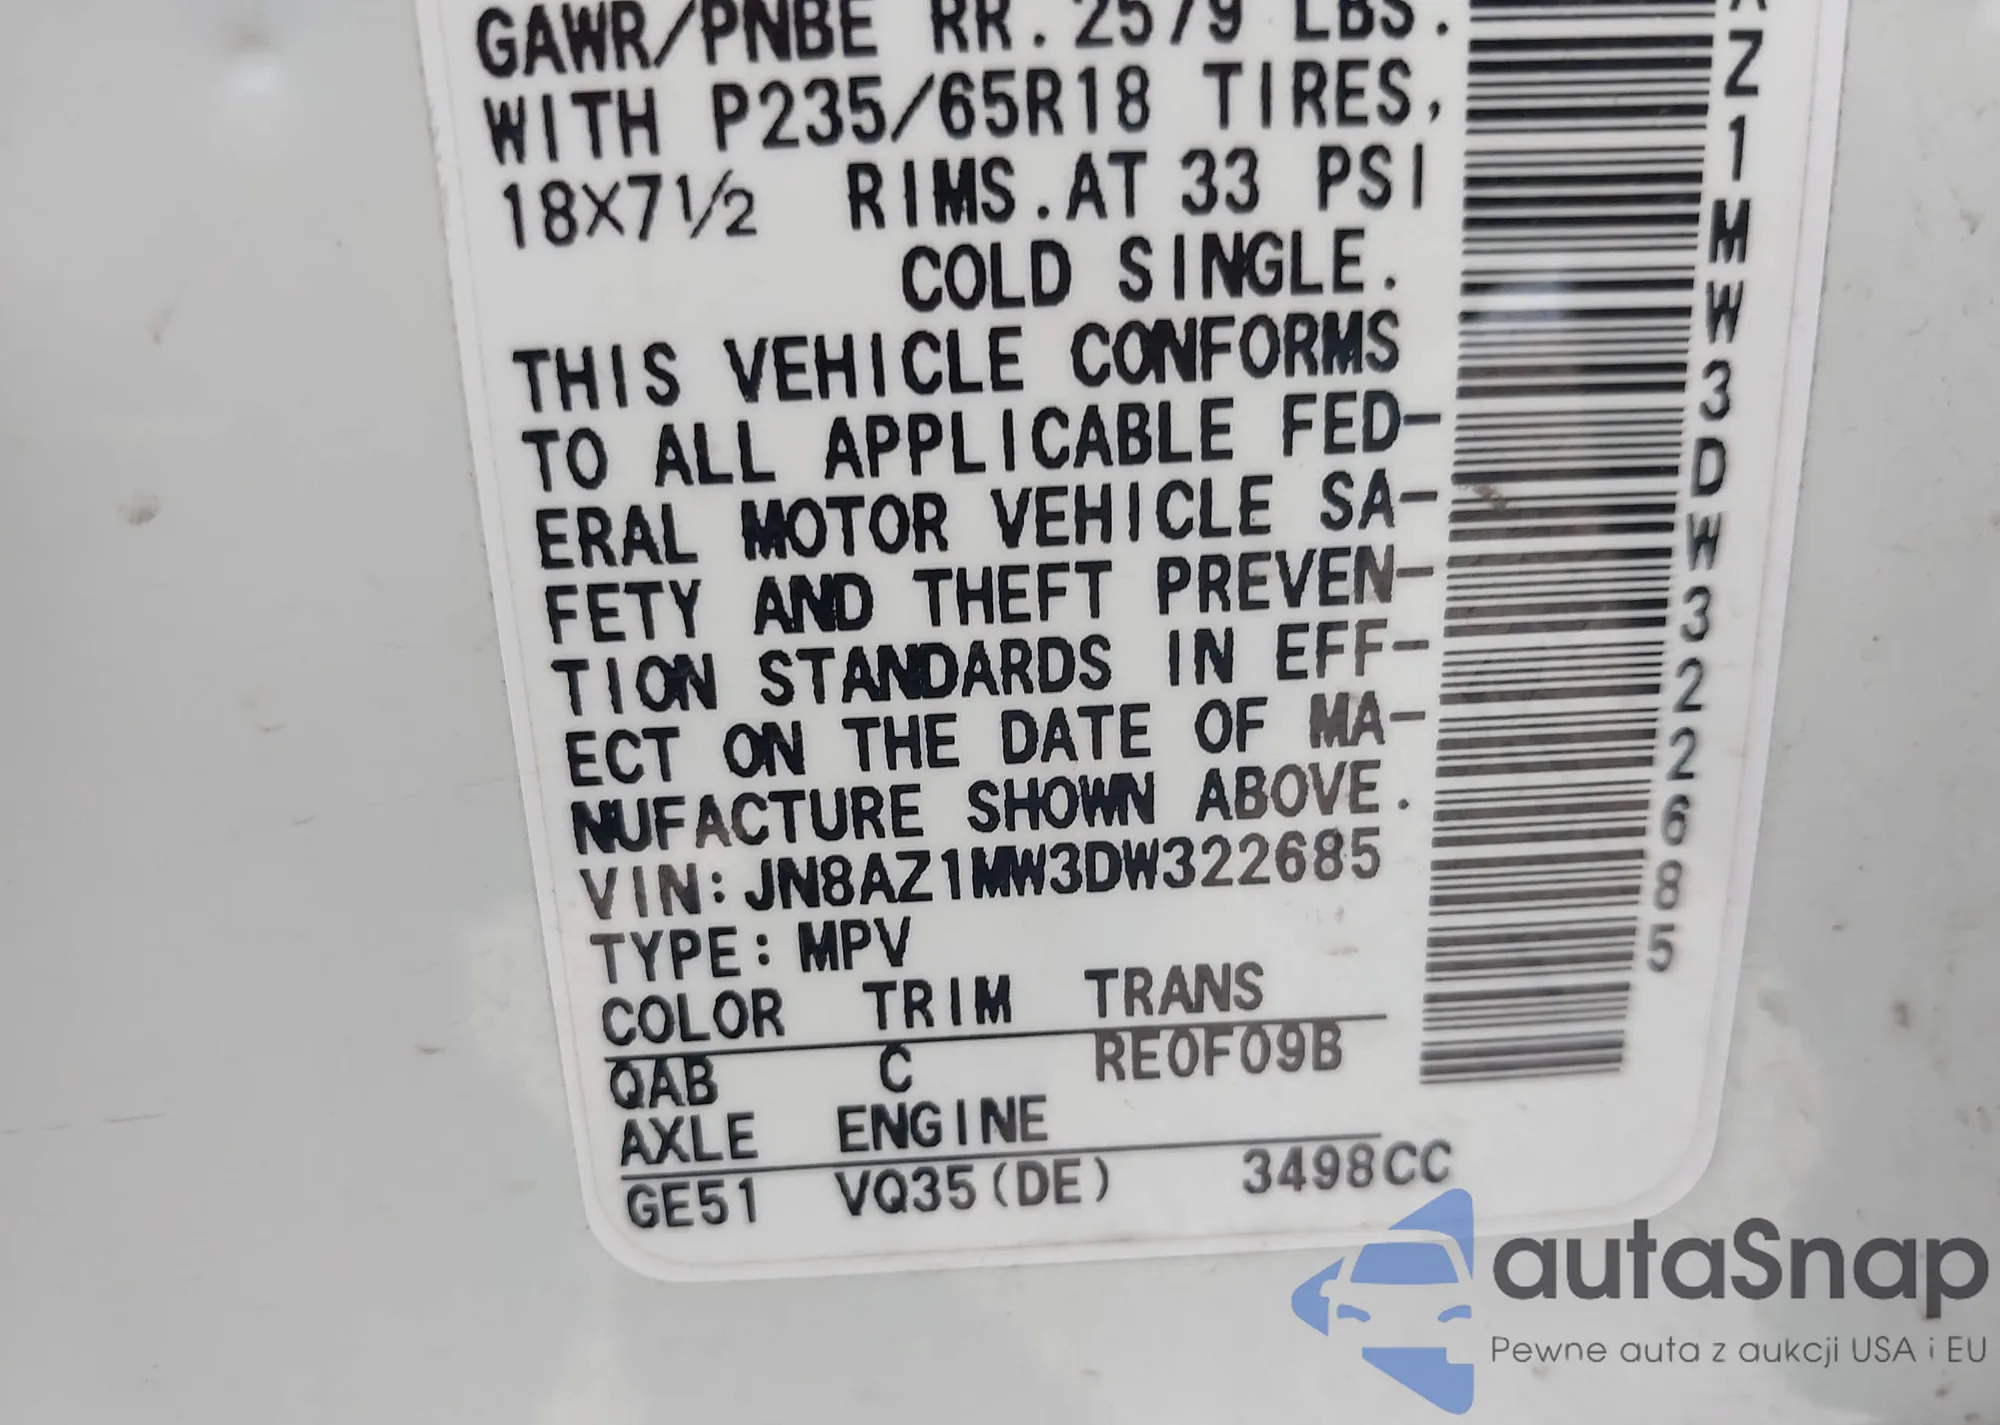 GAWR/PNBE RR. 2579 LBS.
WITH P235/65R18 TIRES,
18X7½ RIMS.AT 33 PSI
COLD SINGLE.
THIS VEHICLE CONFORMS
TO ALL APPLICABLE FED-
ERAL MOTOR VEHICLE SA-
FETY AND THEFT PREVEN-
TION STANDARDS IN EFF-
ECT ON THE DATE OF MA-
NUFACTURE SHOWN ABOVE.
VIN: JN8AZ1MW3DW322685
TYPE: MPV
COLOR TRIM TRANS
QAB C RE0F09B
AXLE ENGINE
GE51 VQ35(DE) 3498CC
Z1MW3DW322685
autaSnap
Pewne auta z aukcji USA i EU